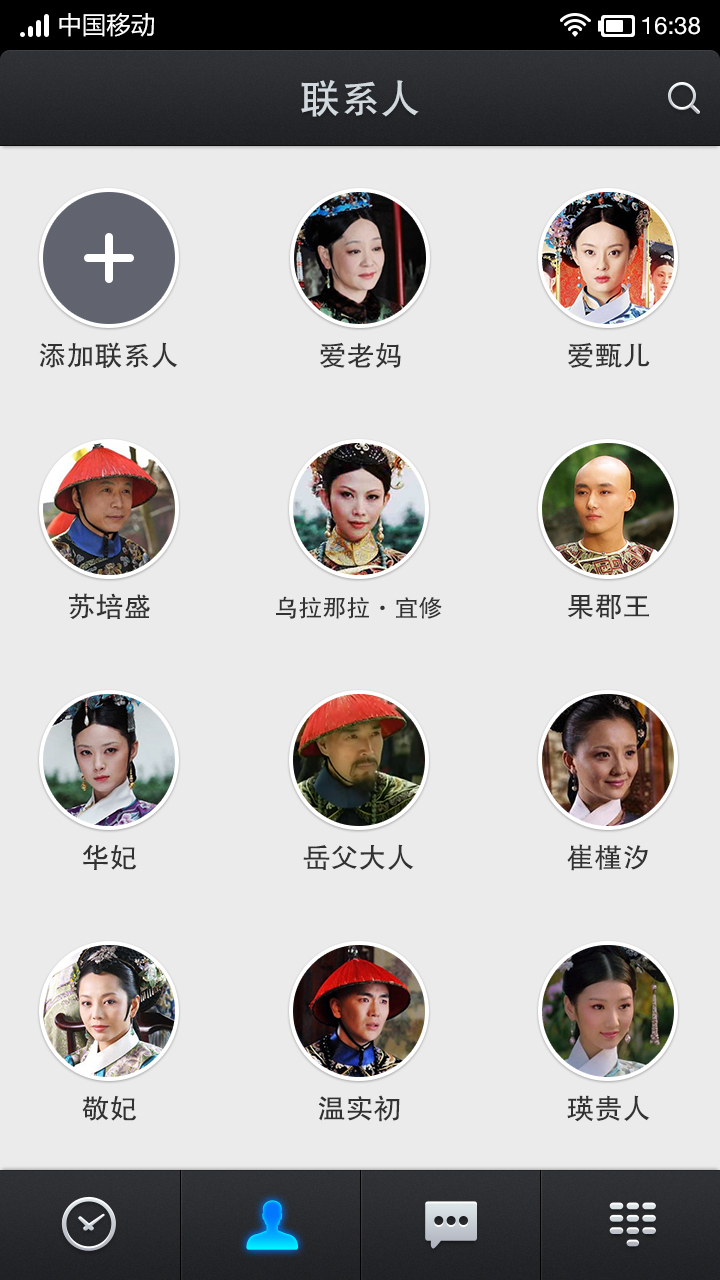 中国移动
16:38
联系人
添加联系人
爱老妈
爱甄儿
苏培盛
乌拉那拉·宜修
果郡王
华妃
岳父大人
崔槿汐
敬妃
温实初
瑛贵人